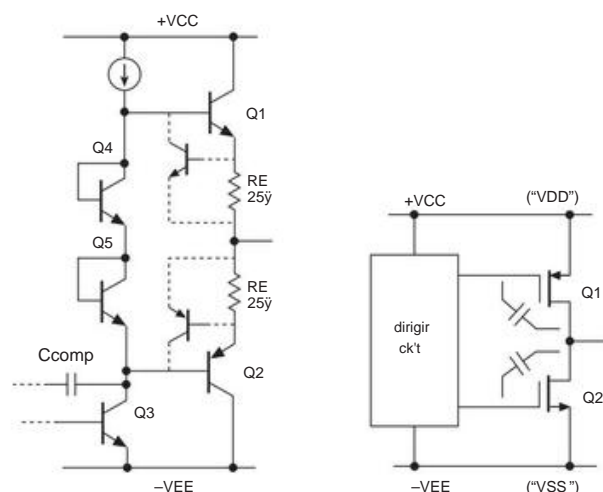 +VCC
Q1
Q4
RE
25ÿ
Q5
RE
25ÿ
Ccomp
Q2
Q3
–VEE
+VCC
(“VDD”)
Q1
dirigir
ck't
Q2
–VEE
(“VSS”)